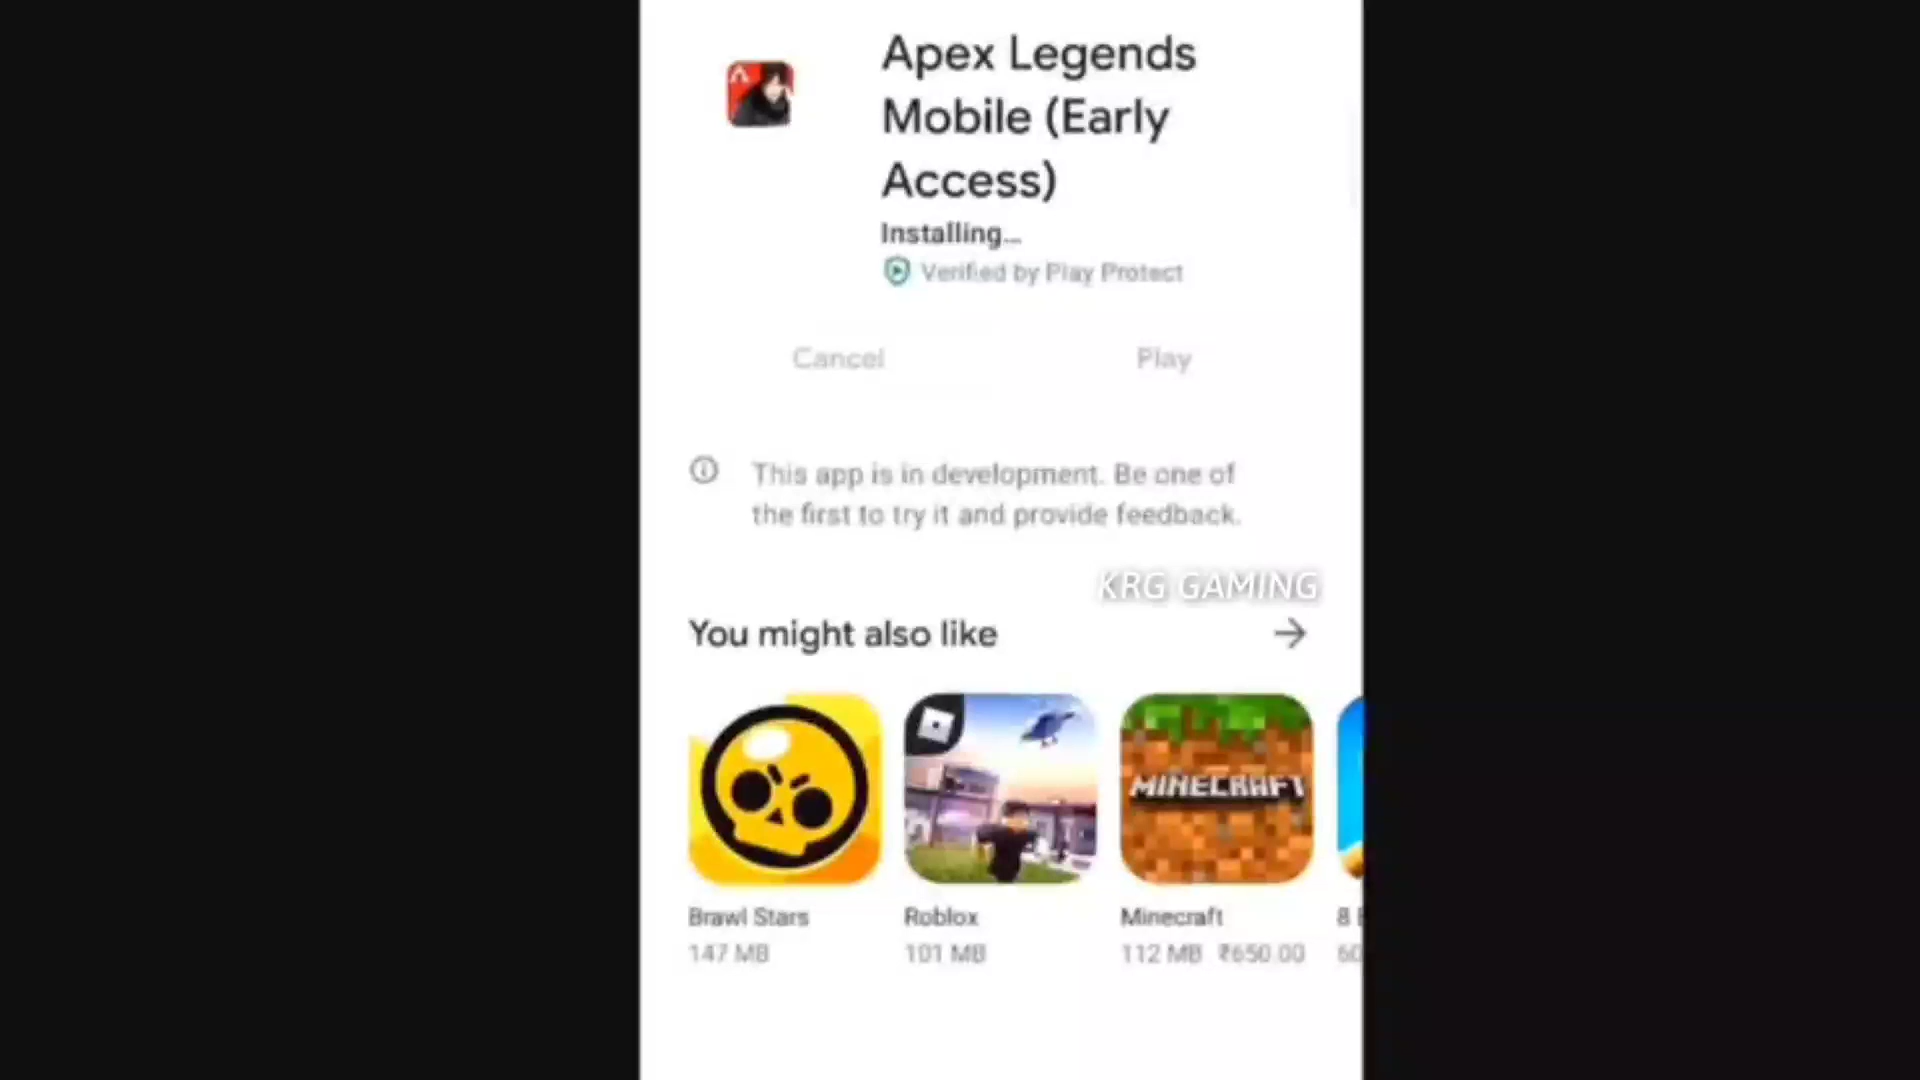 Apex Legends
Mobile (Early
Access)
Installing...
Verified by Play Protect
Cancel
Play
This app is in development. Be one of
the first to try it and provide feedback.
KRG GAMING
You might also like
MINECRAFT
Brawl Stars
Roblox
Minecraft
8
147 MB
101 MB
112 MB ₹650.00
60